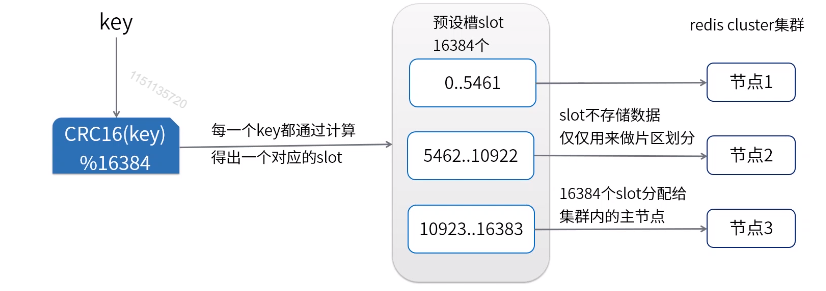 key
1151135720
CRC16(key)
%16384
每一个key都通过计算
得出一个对应的slot
预设槽slot
16384个
0..5461
5462..10922
10923..16383
redis cluster集群
节点1
slot不存储数据
仅仅用来做片区划分
节点2
16384个slot分配给
集群内的主节点
节点3